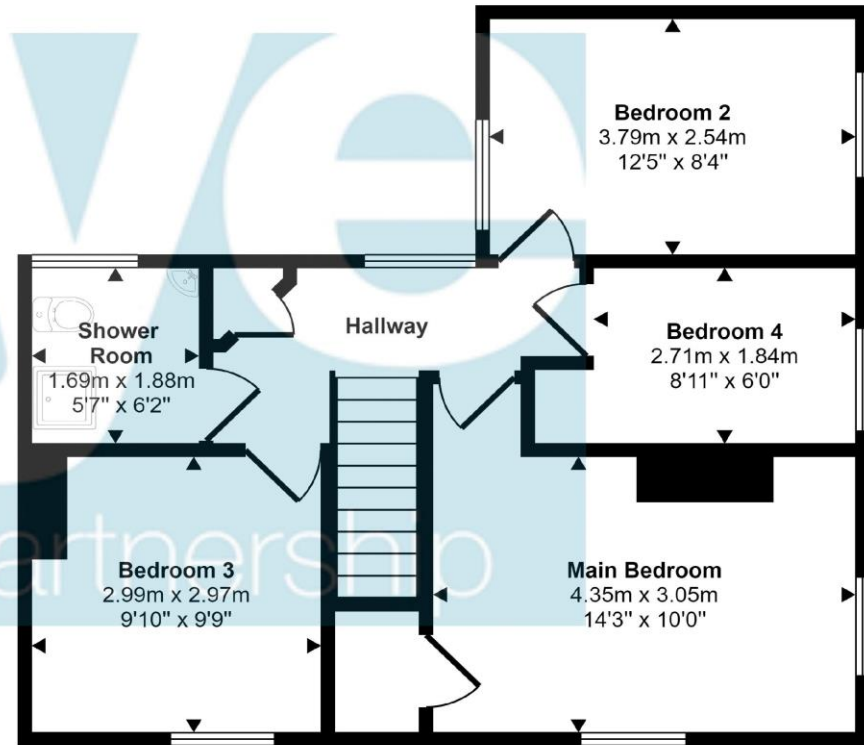 Bedroom 2
3.79m x 2.54m
12'5" x 8'4"
Hallway
Shower
Room
1.69m x 1.88m
5'7" x 6'2"
Bedroom 4
2.71m x 1.84m
8'11" x 6'0"
Bedroom 3
2.99m x 2.97m
9'10" x 9'9"
Main Bedroom
4.35m x 3.05m
14'3" x 10'0"
ye
artnership